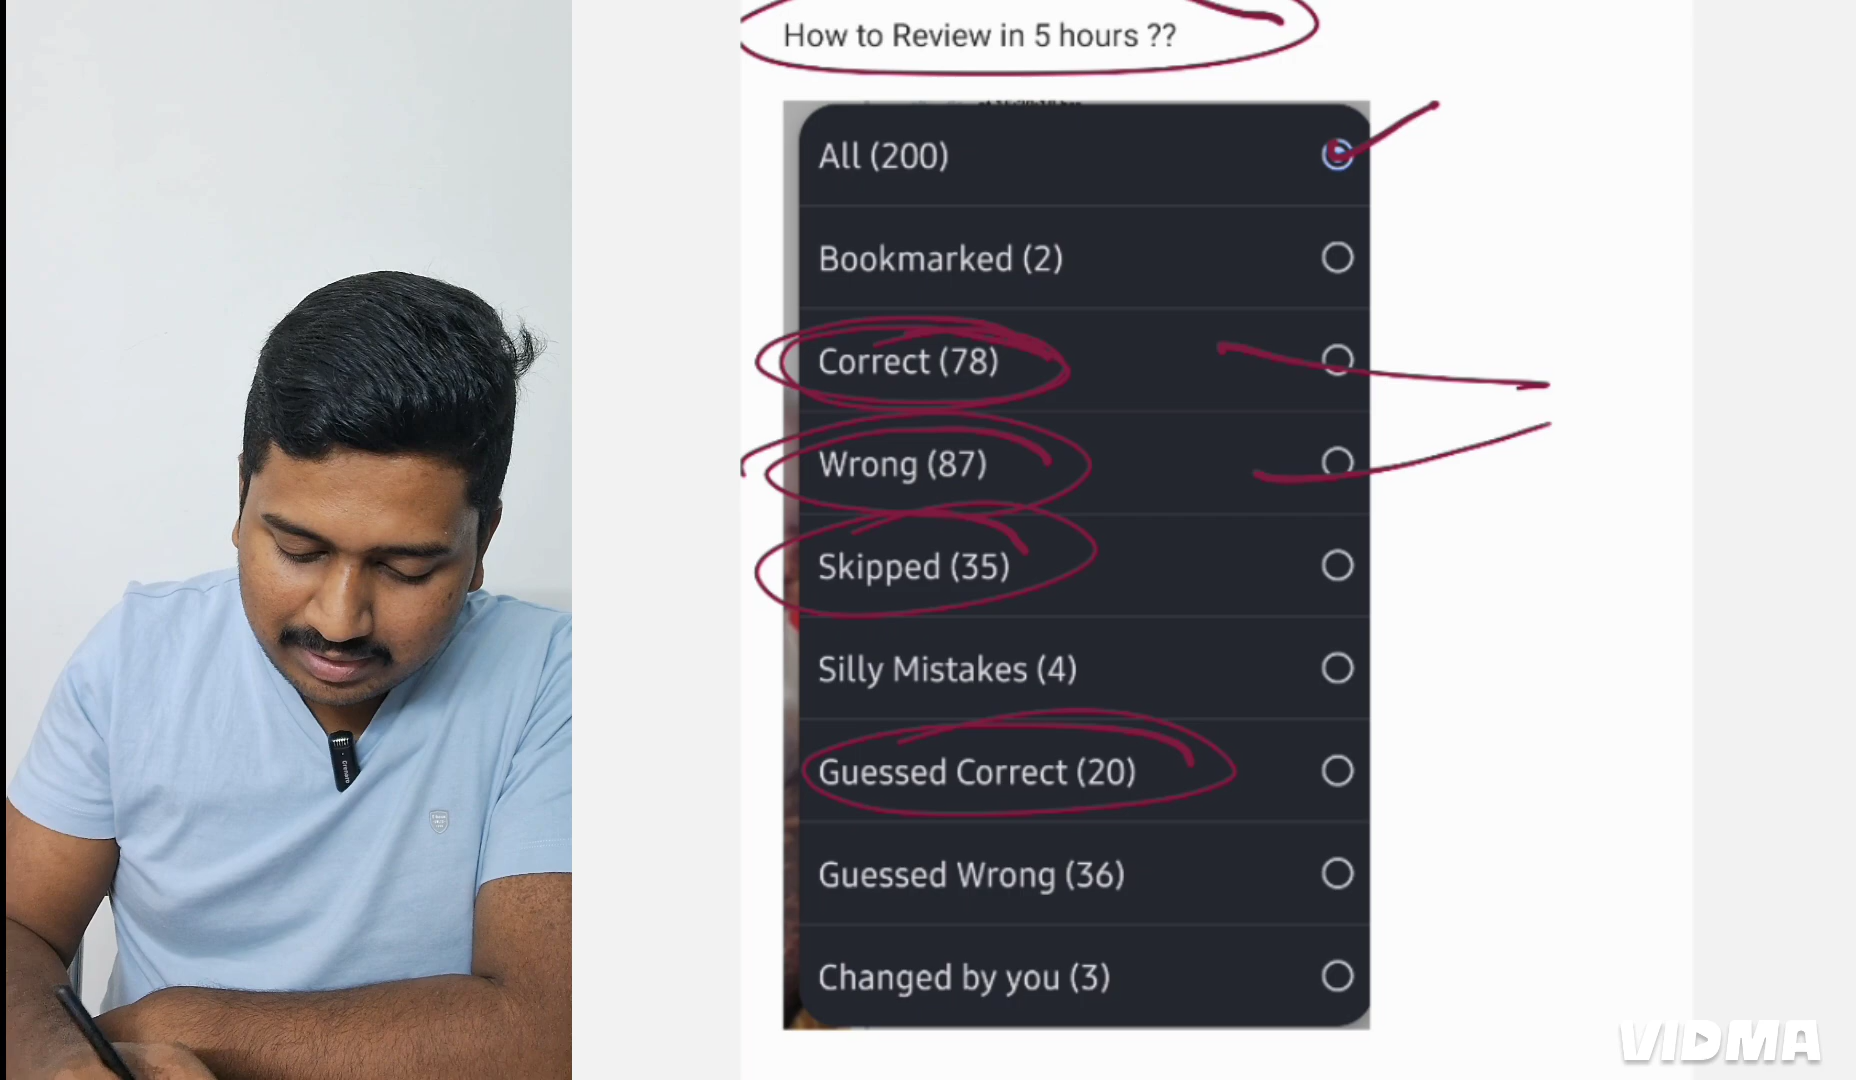 How to Review in 5 hours ??
All (200)
Bookmarked (2)
Correct (78)
Wrong (87)
Skipped (35)
Silly Mistakes (4)
Guessed Correct (20)
Guessed Wrong (36)
Changed by you (3)
VIDMA